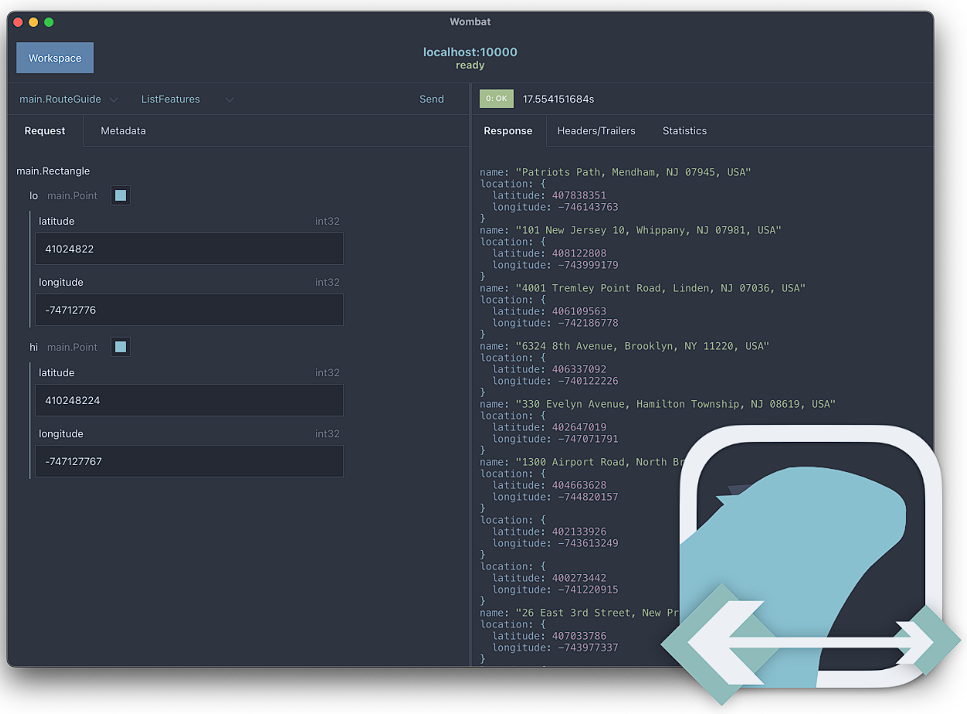 Wombat
Workspace
localhost:10000
ready
main.RouteGuide
ListFeatures
Send
Request
Metadata
main.Rectangle
lo main.Point
latitude int32
41024822
longitude int32
-74712776
hi main.Point
latitude int32
410248224
longitude int32
-747127767
0: OK 17.554151684s
Response
Headers/Trailers
Statistics
name: "Patriots Path, Mendham, NJ 07945, USA"
location: {
latitude: 407838351
longitude: -746143763
}
name: "101 New Jersey 10, Whippany, NJ 07981, USA"
location: {
latitude: 408122808
longitude: -743999179
}
name: "4001 Tremley Point Road, Linden, NJ 07036, USA"
location: {
latitude: 406109563
longitude: -742186778
}
name: "6324 8th Avenue, Brooklyn, NY 11220, USA"
location: {
latitude: 406337092
longitude: -740122226
}
name: "330 Evelyn Avenue, Hamilton Township, NJ 08619, USA"
location: {
latitude: 402647019
longitude: -747071791
}
name: "1300 Airport Road, North Br
location: {
latitude: 404663628
longitude: -744820157
}
location: {
latitude: 402133926
longitude: -743613249
}
location: {
latitude: 400273442
longitude: -741220915
}
name: "26 East 3rd Street, New Pr
location: {
latitude: 407033786
longitude: -743977337
}